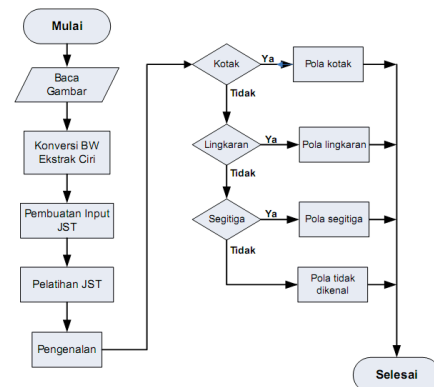 Mulai
Baca
Gambar
Konversi BW
Ekstrak Ciri
Pembuatan Input
JST
Pelatihan JST
Pengenalan
Kotak
Ya
Pola kotak
Tidak
Lingkaran
Ya
Pola lingkaran
Tidak
Segitiga
Ya
Pola segitiga
Tidak
Pola tidak
dikenal
Selesai